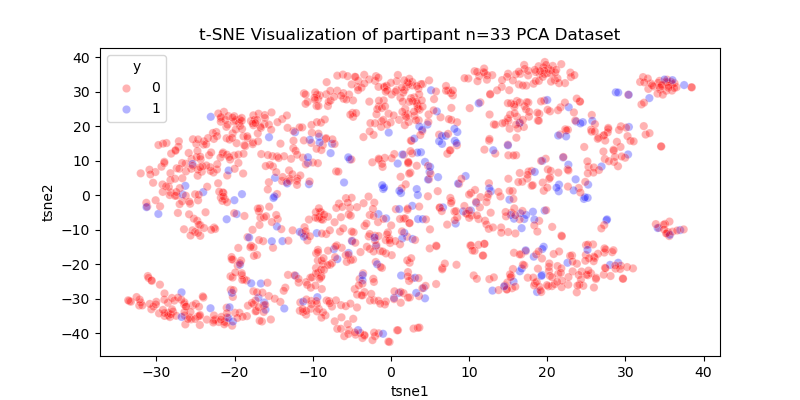 t-SNE Visualization of partipant n=33 PCA Dataset
y
0
1
tsne2
40
30
20
10
0
−10
−20
−30
−40
−30 −20 −10 0 10 20 30 40
tsne1